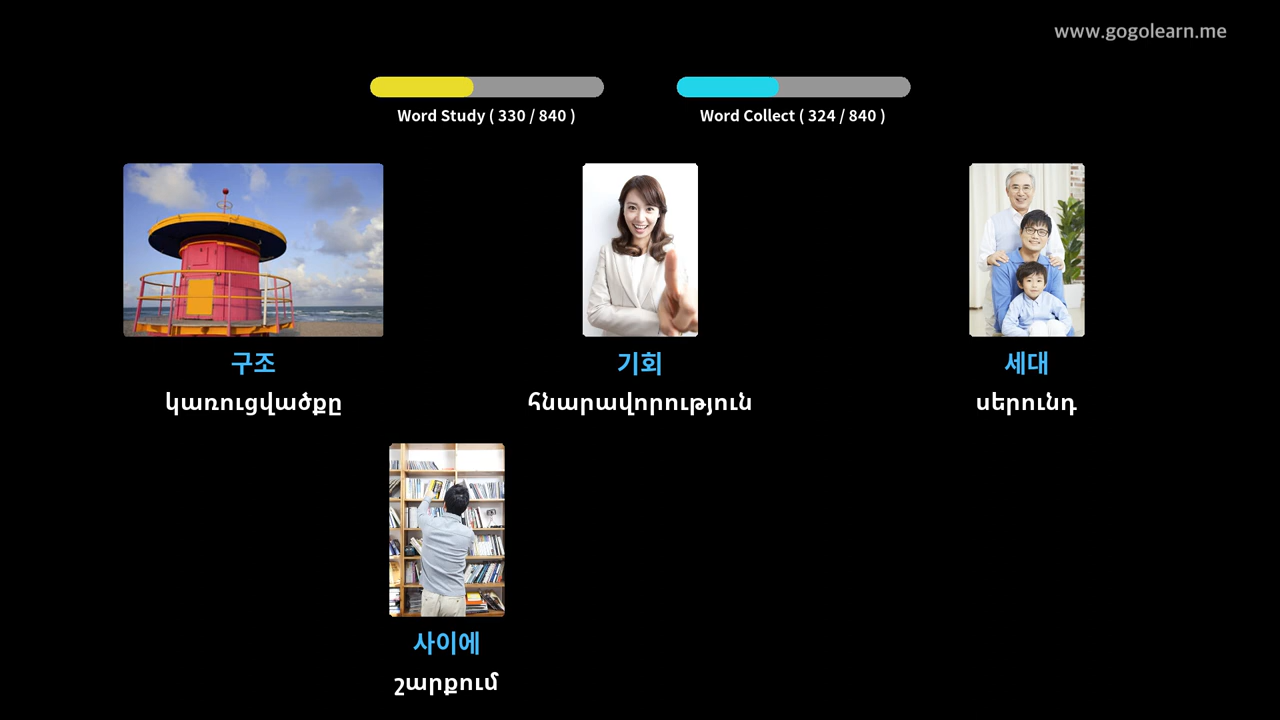 www.gogolearn.me
Word Study ( 330 / 840 )
Word Collect ( 324 / 840 )
구조
կառուցվածքը
기회
հնարավորություն
세대
սերունդ
사이에
շարքում